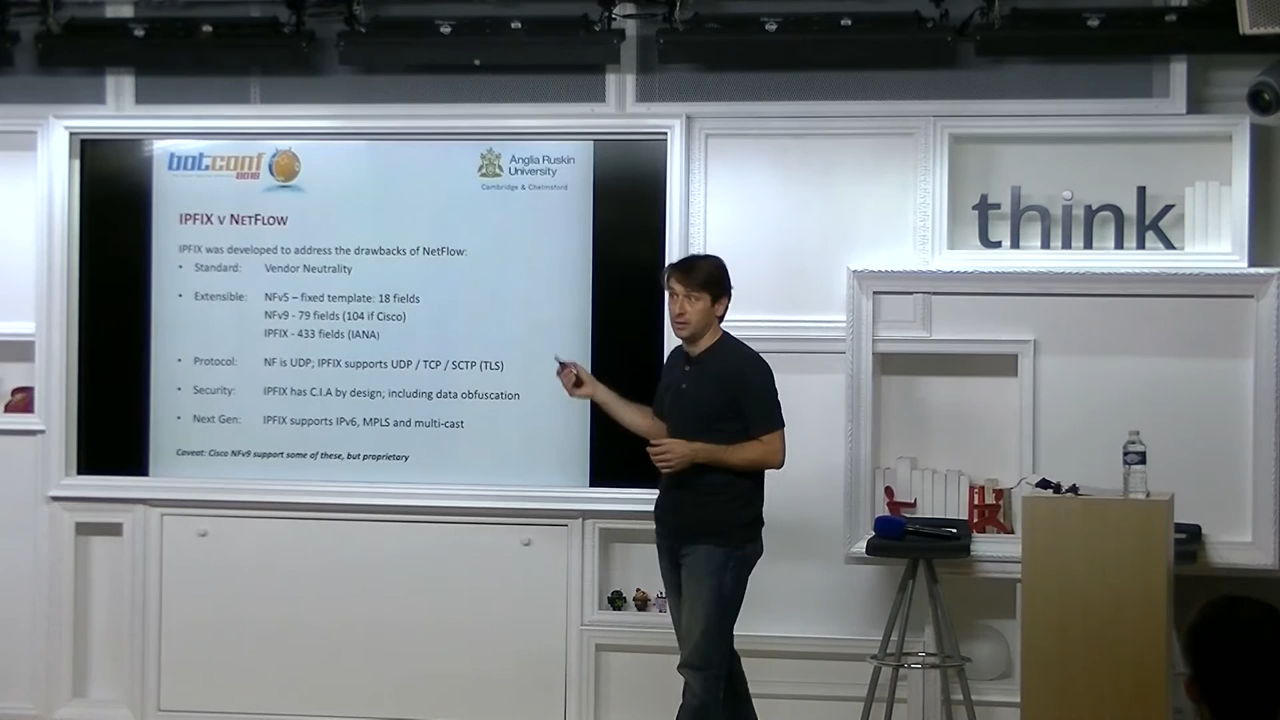 botconf
2015
Anglia Ruskin
University
Cambridge & Chelmsford
IPFIX v NETFLOW
IPFIX was developed to address the drawbacks of NetFlow:
• Standard: Vendor Neutrality
• Extensible: NFv5 – fixed template: 18 fields
NFv9 - 79 fields (104 if Cisco)
IPFIX - 433 fields (IANA)
• Protocol: NF is UDP; IPFIX supports UDP / TCP / SCTP (TLS)
• Security: IPFIX has C.I.A by design; including data obfuscation
• Next Gen: IPFIX supports IPv6, MPLS and multi-cast
Caveat: Cisco NFv9 support some of these, but proprietary
think